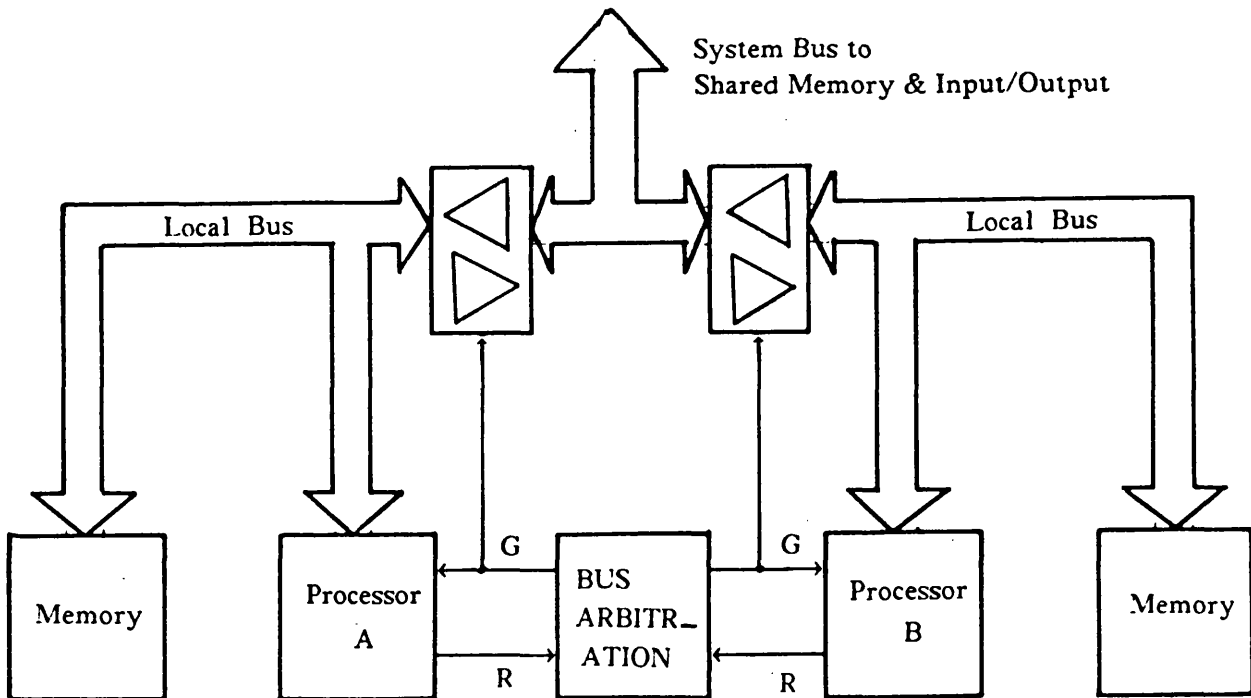 System Bus to
Shared Memory & Input/Output
Local Bus
Local Bus
G
G
Memory
Processor
A
BUS
ARBITR_
ATION
Processor
B
Memory
R
R